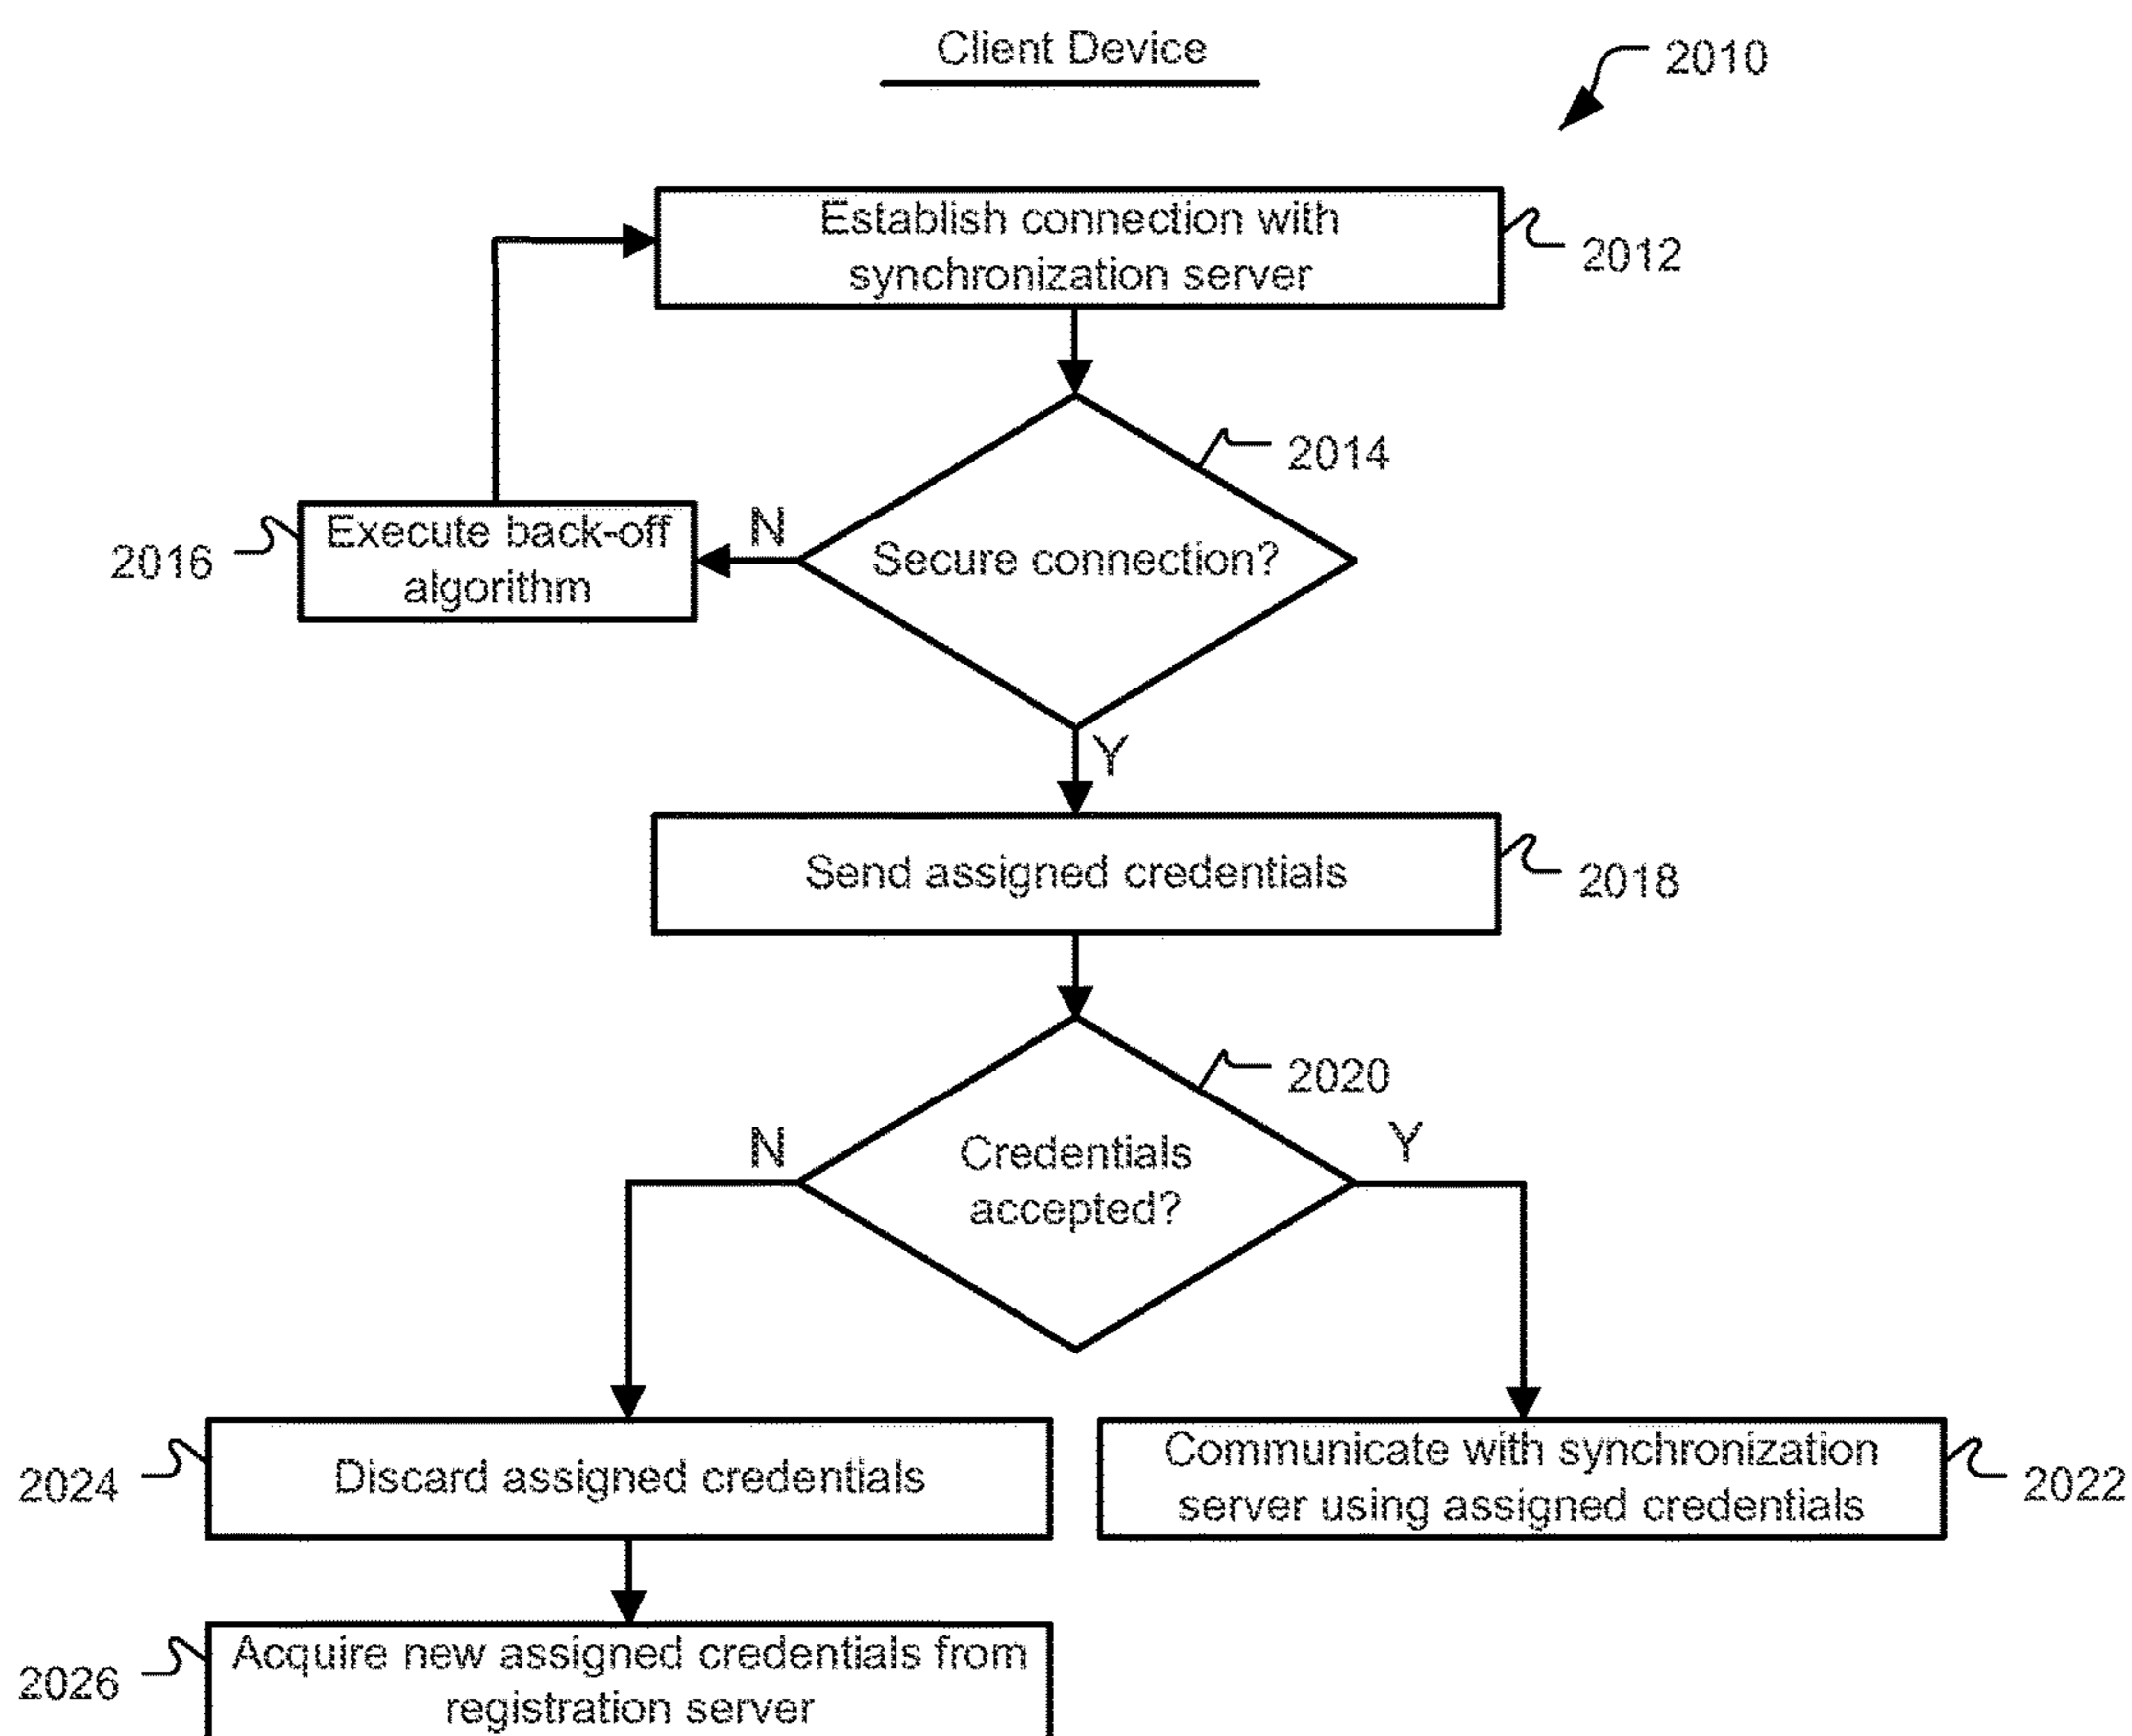 Client Device
2010
Establish connection with
synchronization server
2012
2014
Secure connection?
N
Execute back-off
algorithm
2016
Y
Send assigned credentials
2018
2020
Credentials
accepted?
N
Y
Discard assigned credentials
2024
Communicate with synchronization
server using assigned credentials
2022
Acquire new assigned credentials from
registration server
2026